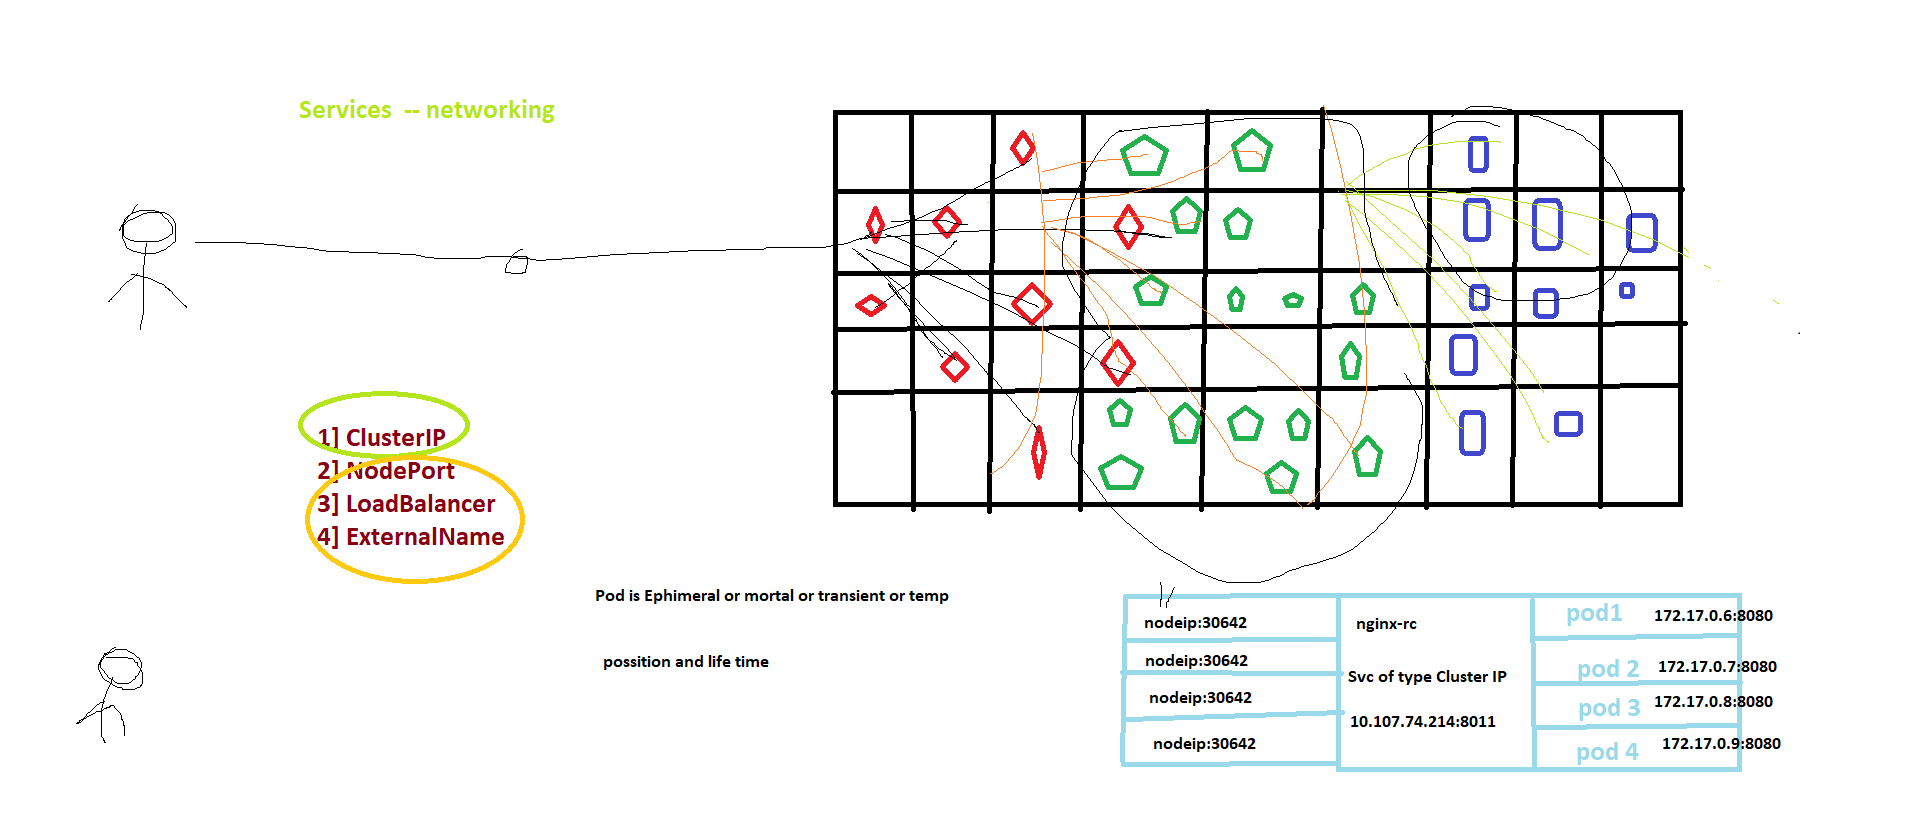 Services -- networking
1] ClusterIP
2] NodePort
3] LoadBalancer
4] ExternalName
Pod is Ephimeral or mortal or transient or temp
possition and life time
nodeip:30642
nodeip:30642
nodeip:30642
nodeip:30642
nginx-rc
Svc of type Cluster IP
10.107.74.214:8011
pod1 172.17.0.6:8080
pod 2 172.17.0.7:8080
pod 3 172.17.0.8:8080
pod 4 172.17.0.9:8080